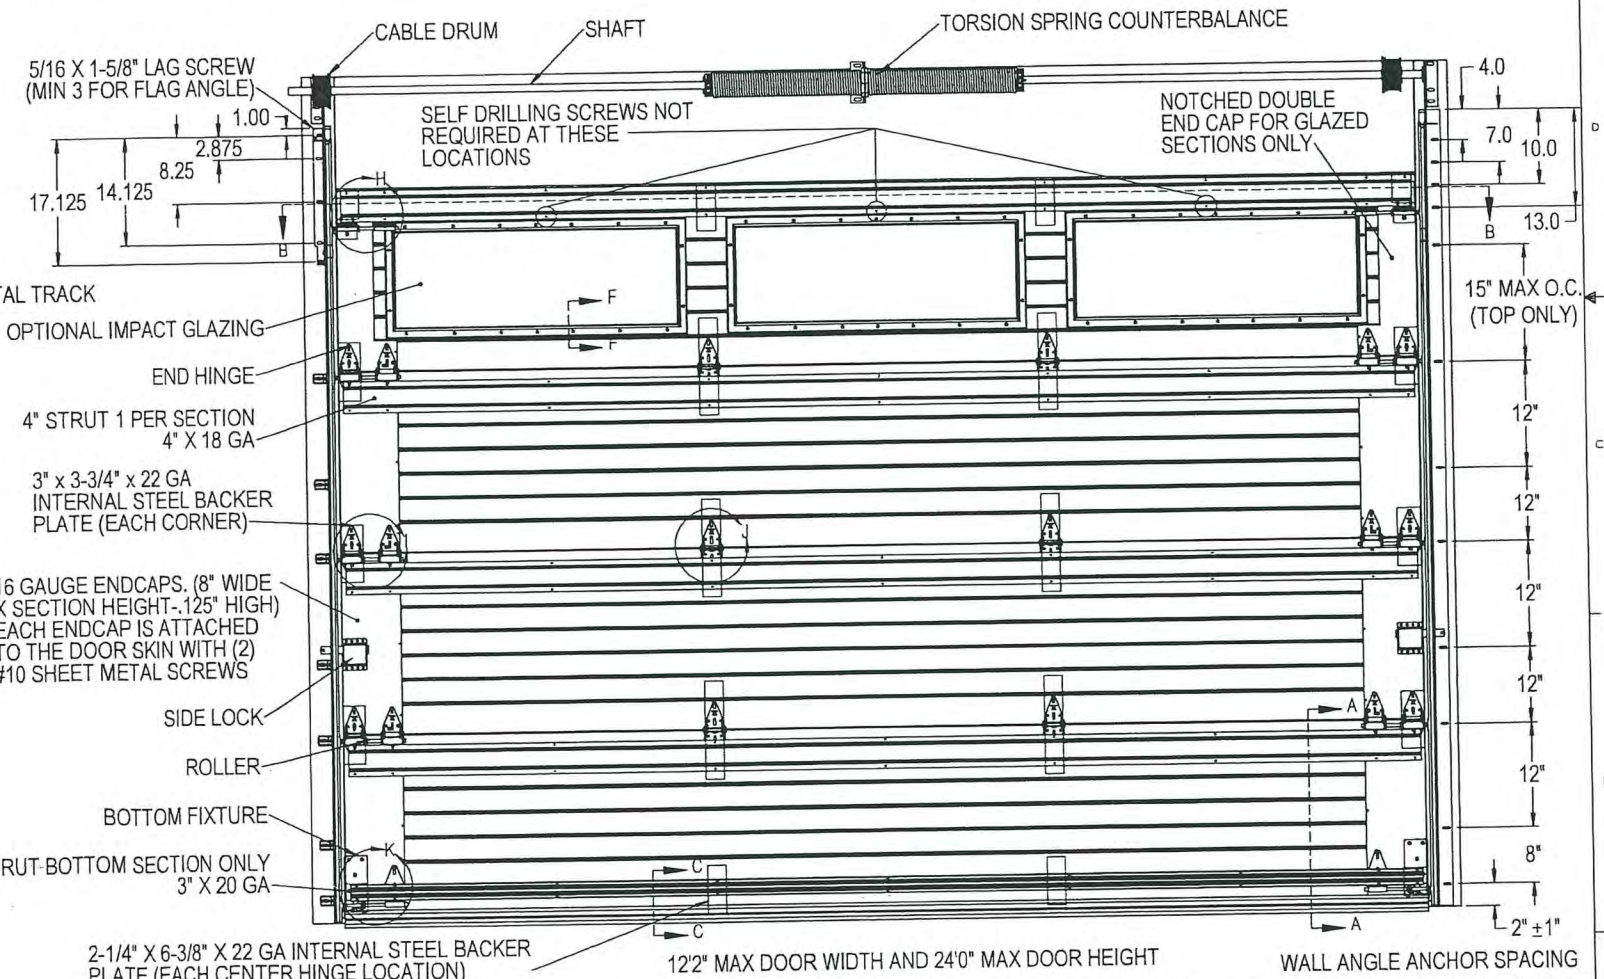 CABLE DRUM
SHAFT
TORSION SPRING COUNTERBALANCE
5/16 X 1-5/8" LAG SCREW
(MIN 3 FOR FLAG ANGLE)
SELF DRILLING SCREWS NOT
REQUIRED AT THESE
LOCATIONS
NOTCHED DOUBLE
END CAP FOR GLAZED
SECTIONS ONLY
4.0
7.0
10.0
13.0
D
1.00
2.875
8.25
14.125
17.125
H
B
B
TAL TRACK
OPTIONAL IMPACT GLAZING
F
F
15" MAX O.C.
(TOP ONLY)
END HINGE
4" STRUT 1 PER SECTION
4" X 18 GA
12"
C
3" x 3-3/4" x 22 GA
INTERNAL STEEL BACKER
PLATE (EACH CORNER)
J
12"
16 GAUGE ENDCAPS. (8" WIDE
X SECTION HEIGHT-.125" HIGH)
EACH ENDCAP IS ATTACHED
TO THE DOOR SKIN WITH (2)
#10 SHEET METAL SCREWS
12"
12"
SIDE LOCK
A
ROLLER
12"
BOTTOM FIXTURE
K
RUT-BOTTOM SECTION ONLY
3" X 20 GA
C
C
8"
A
2" ±1"
2-1/4" X 6-3/8" X 22 GA INTERNAL STEEL BACKER
PLATE (EACH CENTER HINGE LOCATION)
12'2" MAX DOOR WIDTH AND 24'0" MAX DOOR HEIGHT
WALL ANGLE ANCHOR SPACING